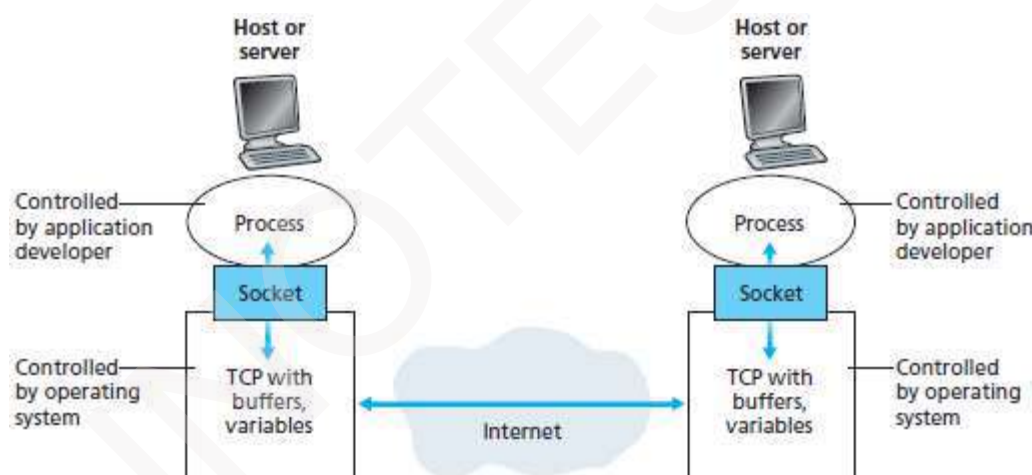 Host or
server
Host or
server
Controlled
by application
developer
Process
Process
Controlled
by application
developer
Socket
Socket
Controlled
by operating
system
TCP with
buffers,
variables
Internet
TCP with
buffers,
variables
Controlled
by operating
system
NOTES